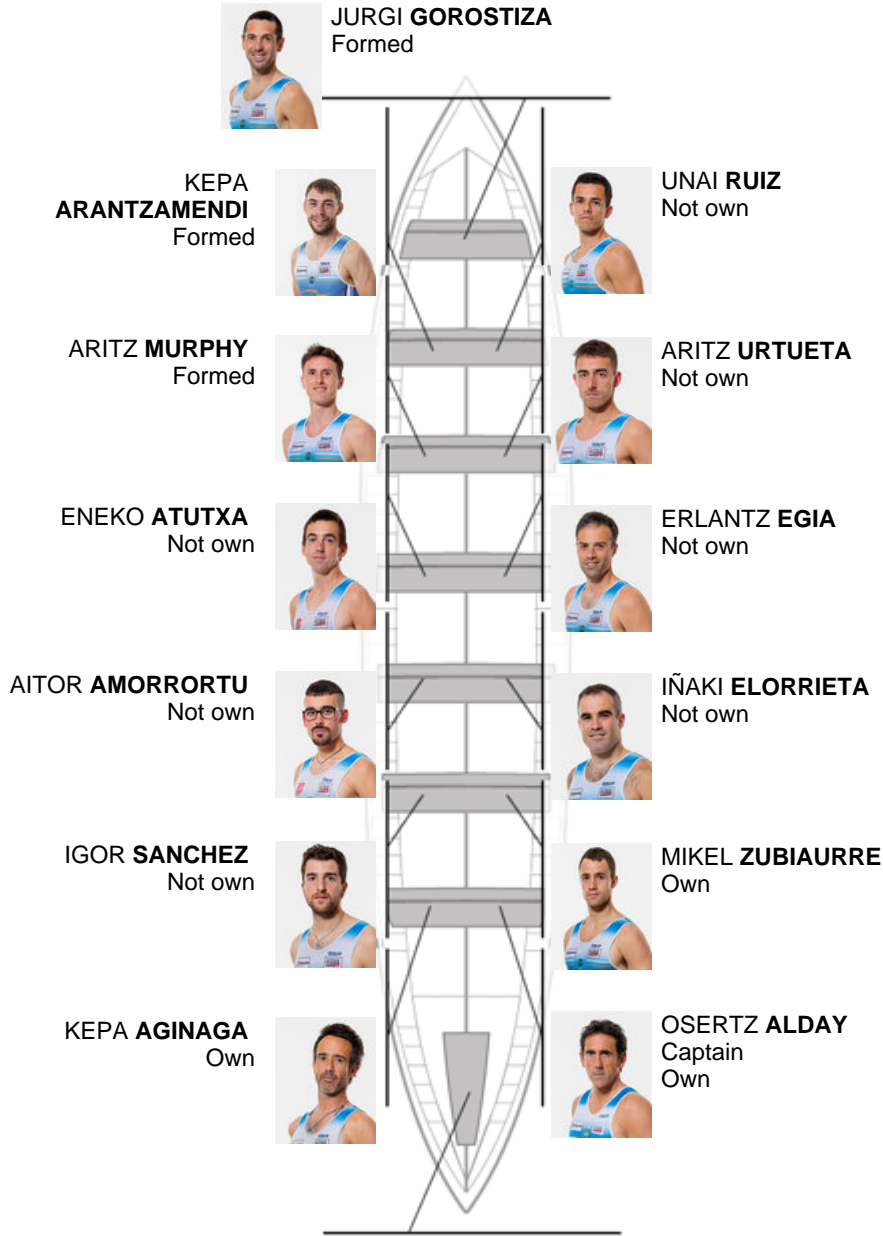 JURGI GOROSTIZA
Formed
KEPA
ARANTZAMENDI
Formed
UNAI RUIZ
Not own
ARITZ MURPHY
Formed
ARITZ URTUETA
Not own
ENEKO ATUTXA
Not own
ERLANTZ EGIA
Not own
AITOR AMORRORTU
Not own
IÑAKI ELORRIETA
Not own
IGOR SANCHEZ
Not own
MIKEL ZUBIAURRE
Own
KEPA AGINAGA
Own
OSERTZ ALDAY
Captain
Own